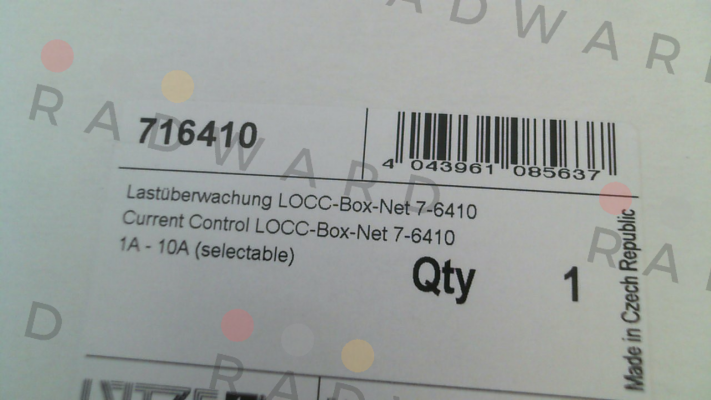 RADWARD
RADWARD
716410
4 043961 085637
Lastüberwachung LOCC-Box-Net 7-6410
Current Control LOCC-Box-Net 7-6410
1A - 10A (selectable)
Qty 1
Made in Czech Republic